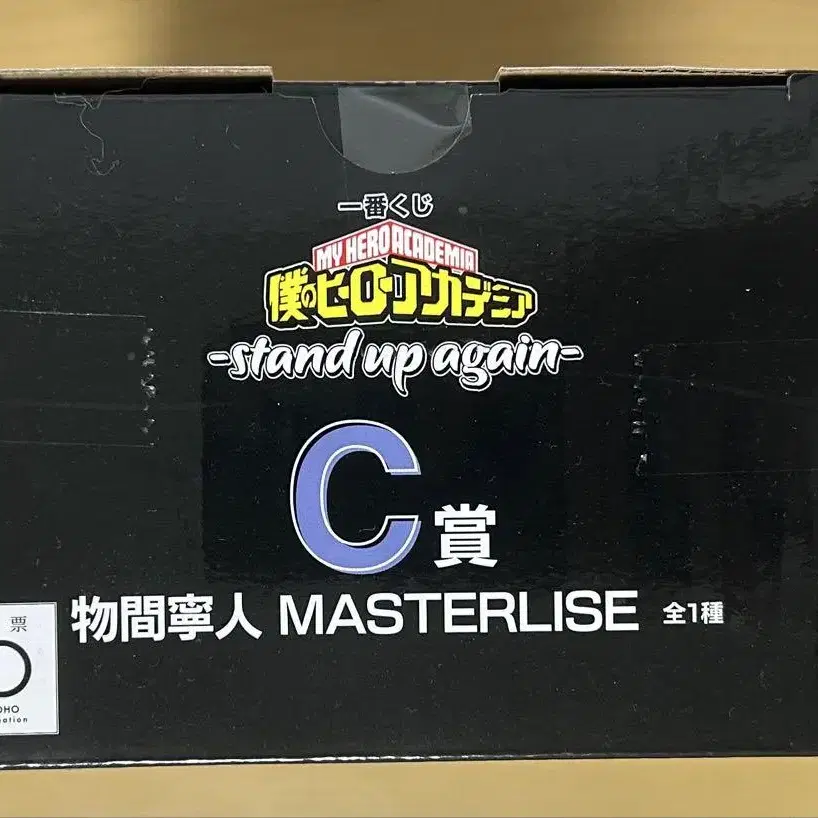 一番くじ
MY HERO ACADEMIA
僕のヒーローアカデミア
-stand up again-
C賞
物間寧人 MASTERLISE 全1種
票